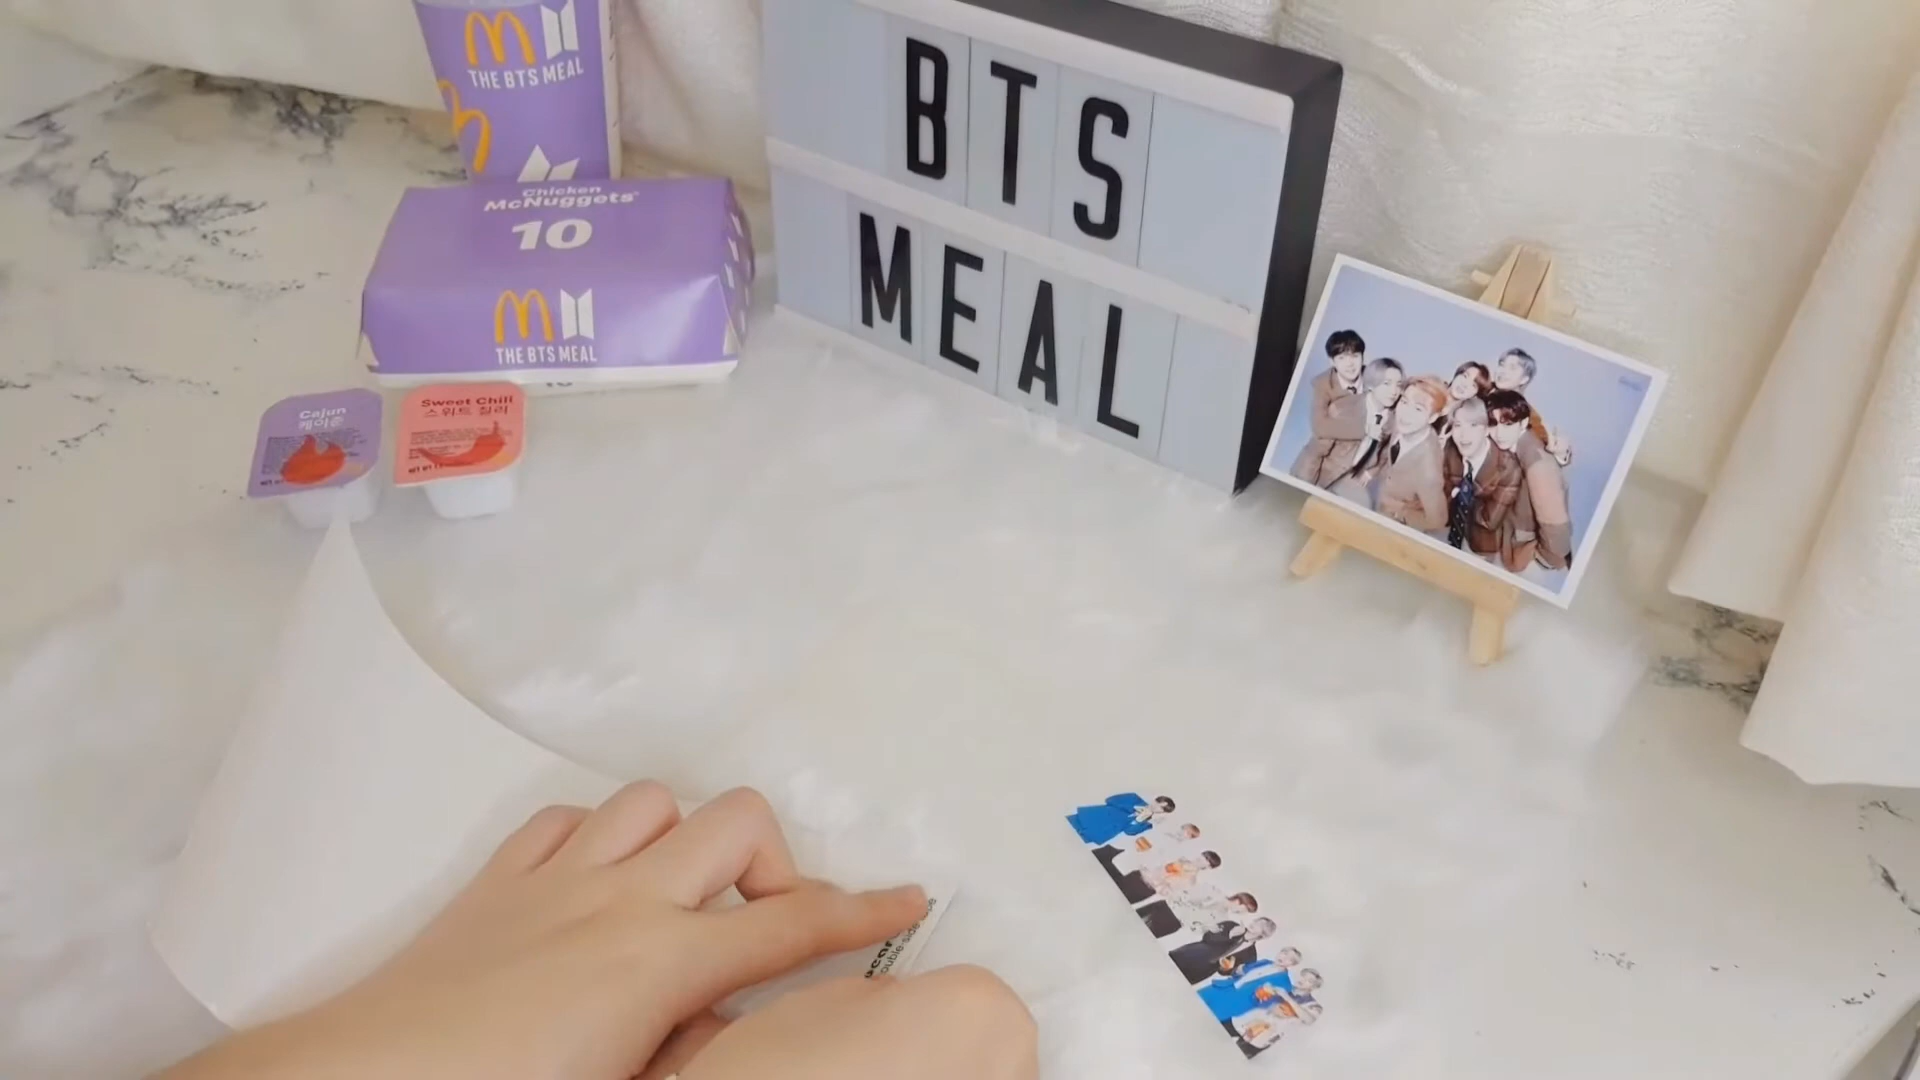 THE BTS MEAL
Chicken
McNuggets
10
THE BTS MEAL
Cajun
케이준
Sweet Chili
스위트 칠리
BTS
MEAL